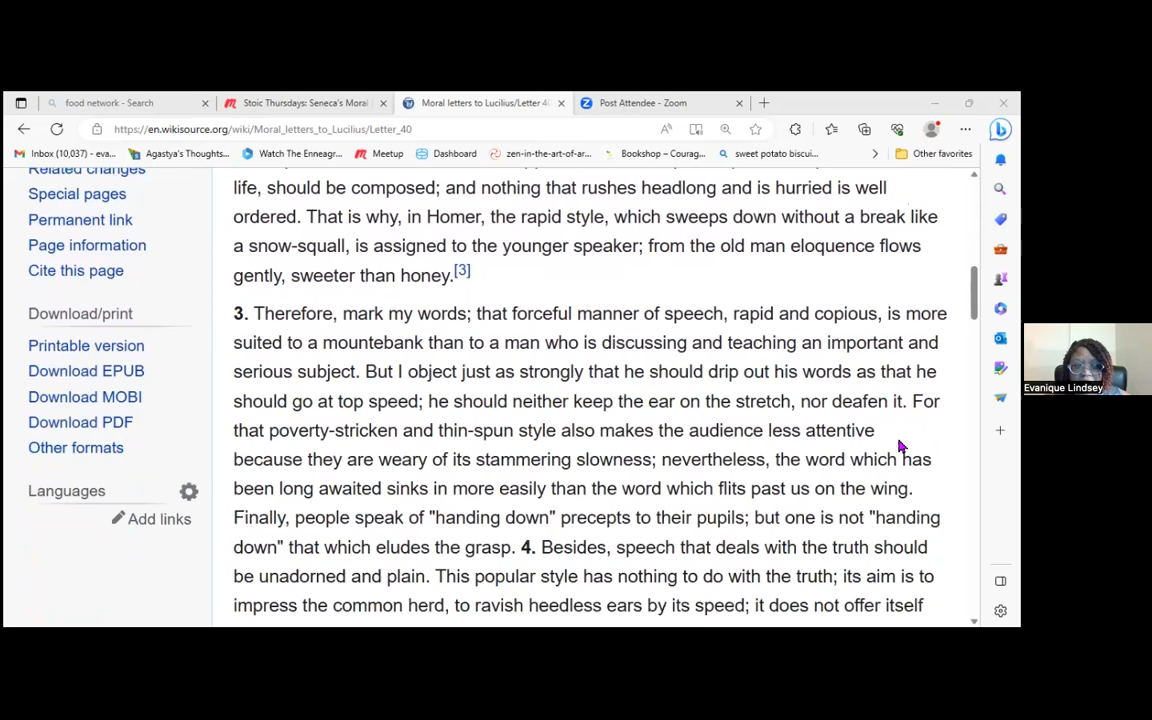 food network - Search
Stoic Thursdays: Seneca's Moral
Moral letters to Lucilius/Letter 40
Post Attendee - Zoom
https://en.wikisource.org/wiki/Moral_letters_to_Lucilius/Letter_40
Inbox (10,037) - eva...
Agastya's Thoughts...
Watch The Enneagr...
Meetup
Dashboard
zen-in-the-art-of-ar...
Bookshop – Courag...
sweet potato biscui...
Other favorites
Related changes
Special pages
Permanent link
Page information
Cite this page
Download/print
Printable version
Download EPUB
Download MOBI
Download PDF
Other formats
Languages
Add links
life, should be composed; and nothing that rushes headlong and is hurried is well
ordered. That is why, in Homer, the rapid style, which sweeps down without a break like
a snow-squall, is assigned to the younger speaker; from the old man eloquence flows
gently, sweeter than honey.[3]
3. Therefore, mark my words; that forceful manner of speech, rapid and copious, is more
suited to a mountebank than to a man who is discussing and teaching an important and
serious subject. But I object just as strongly that he should drip out his words as that he
should go at top speed; he should neither keep the ear on the stretch, nor deafen it. For
that poverty-stricken and thin-spun style also makes the audience less attentive
because they are weary of its stammering slowness; nevertheless, the word which has
been long awaited sinks in more easily than the word which flits past us on the wing.
Finally, people speak of "handing down" precepts to their pupils; but one is not "handing
down" that which eludes the grasp. 4. Besides, speech that deals with the truth should
be unadorned and plain. This popular style has nothing to do with the truth; its aim is to
impress the common herd, to ravish heedless ears by its speed; it does not offer itself
Evanique Lindsey